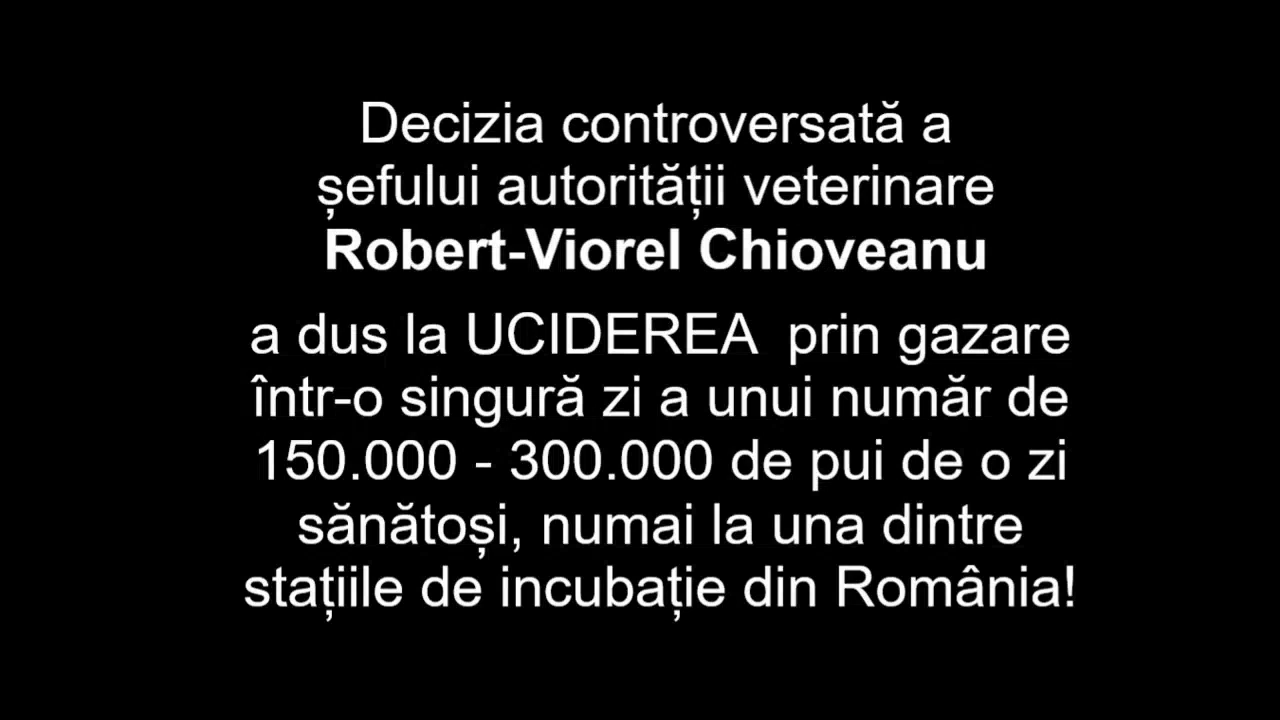 Decizia controversată a
șefului autorității veterinare
Robert-Viorel Chioveanu
a dus la UCIDEREA prin gazare
într-o singură zi a unui număr de
150.000 - 300.000 de pui de o zi
sănătoși, numai la una dintre
stațiile de incubație din România!